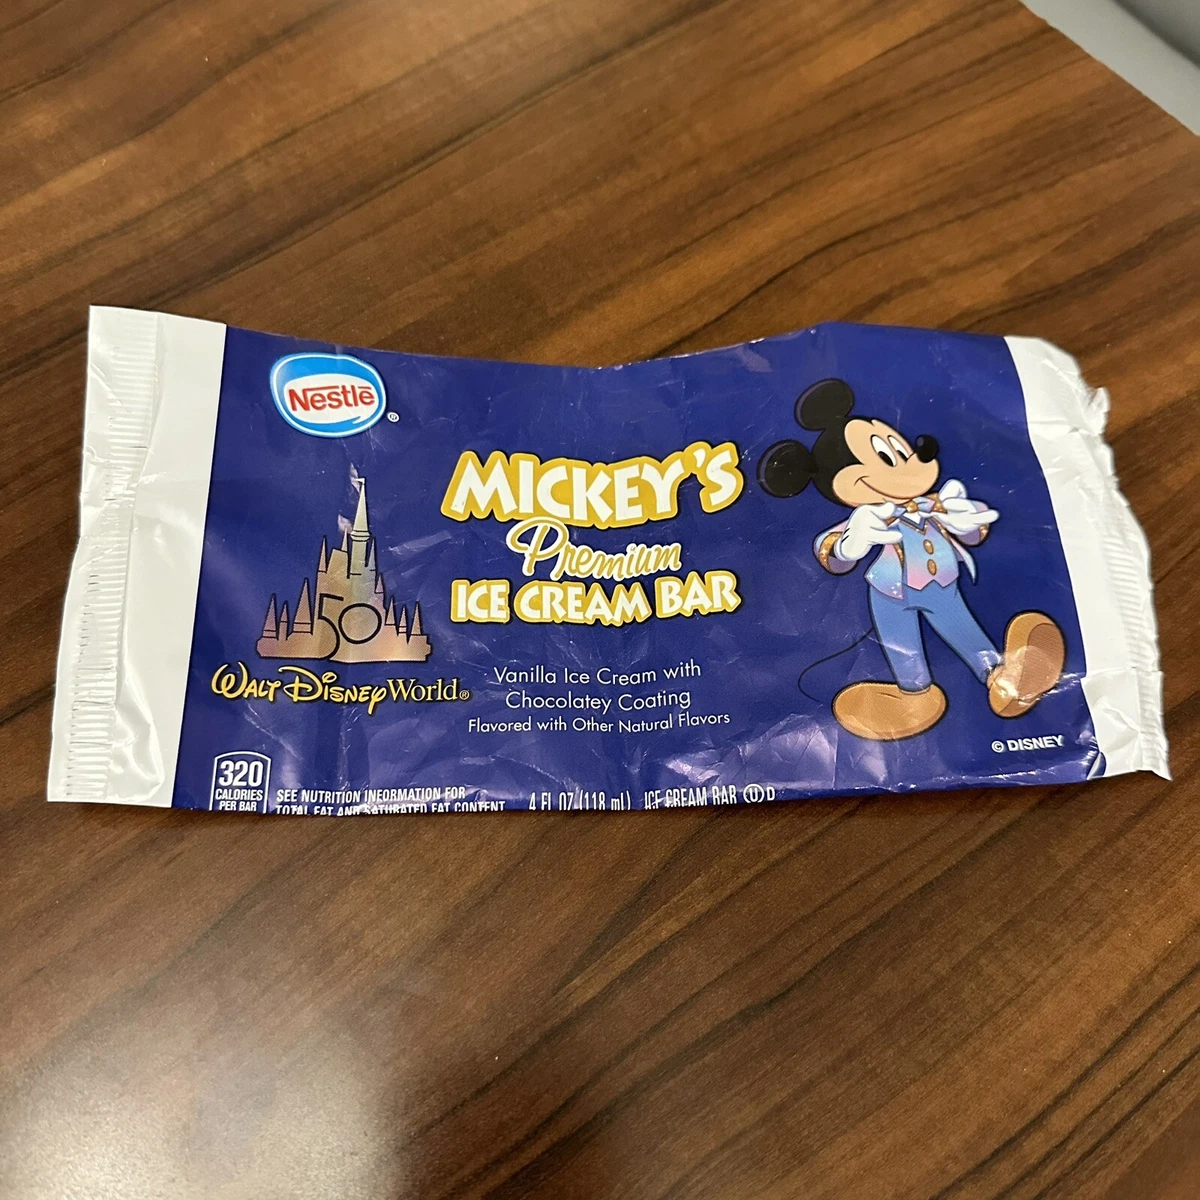 Nestlē
®
MICKEY'S
Premium
ICE CREAM BAR
50
Walt Disney World®
Vanilla Ice Cream with
Chocolatey Coating
Flavored with Other Natural Flavors
© DISNEY
320
CALORIES
PER BAR
SEE NUTRITION INFORMATION FOR
TOTAL FAT AND SATURATED FAT CONTENT
4 FL OZ (118 mL) ICE CREAM BAR Ⓤ D